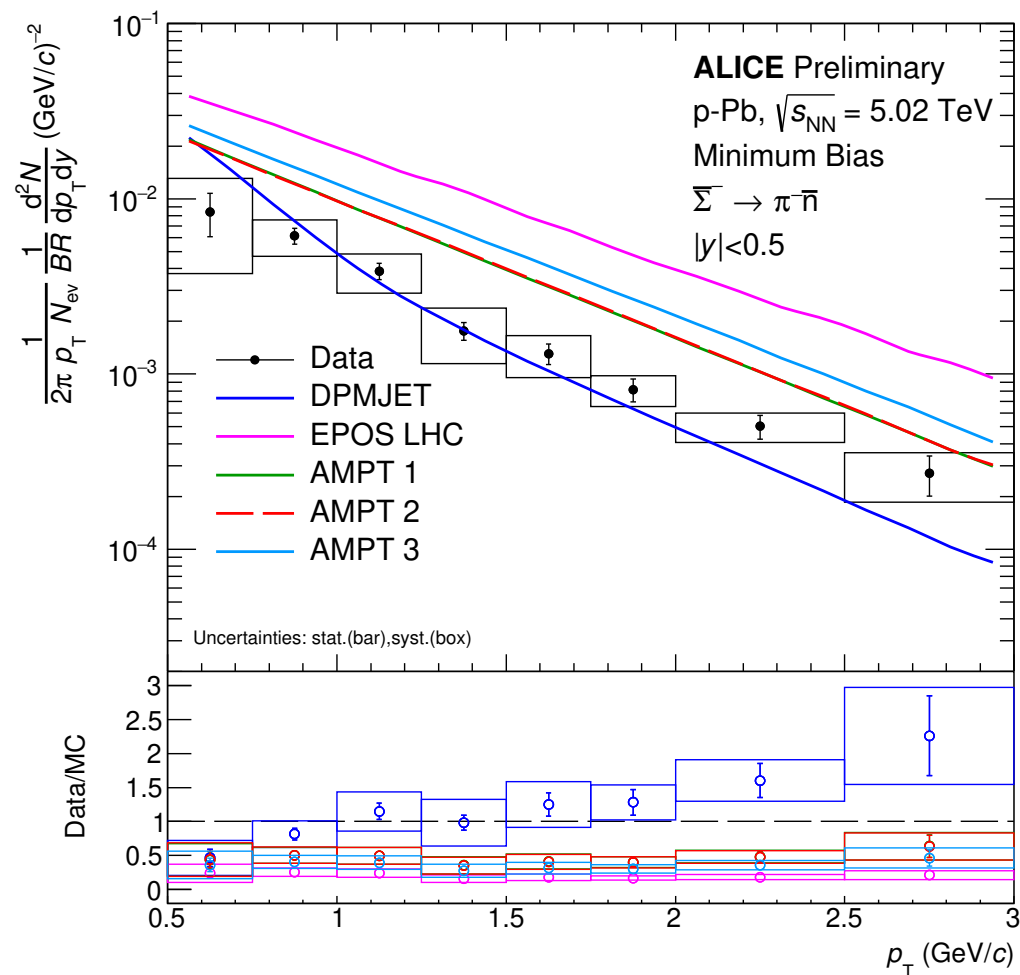 10⁻¹
10⁻²
10⁻³
10⁻⁴
1/(2π p_T N_ev) 1/BR d²N/(dp_T dy) (GeV/c)⁻²
ALICE Preliminary
p-Pb, √s_NN = 5.02 TeV
Minimum Bias
Σ̅⁻ → π⁻n̅
|y|<0.5
Data
DPMJET
EPOS LHC
AMPT 1
AMPT 2
AMPT 3
Uncertainties: stat.(bar),syst.(box)
Data/MC
3
2.5
2
1.5
1
0.5
0
0.5 1 1.5 2 2.5 3
p_T (GeV/c)